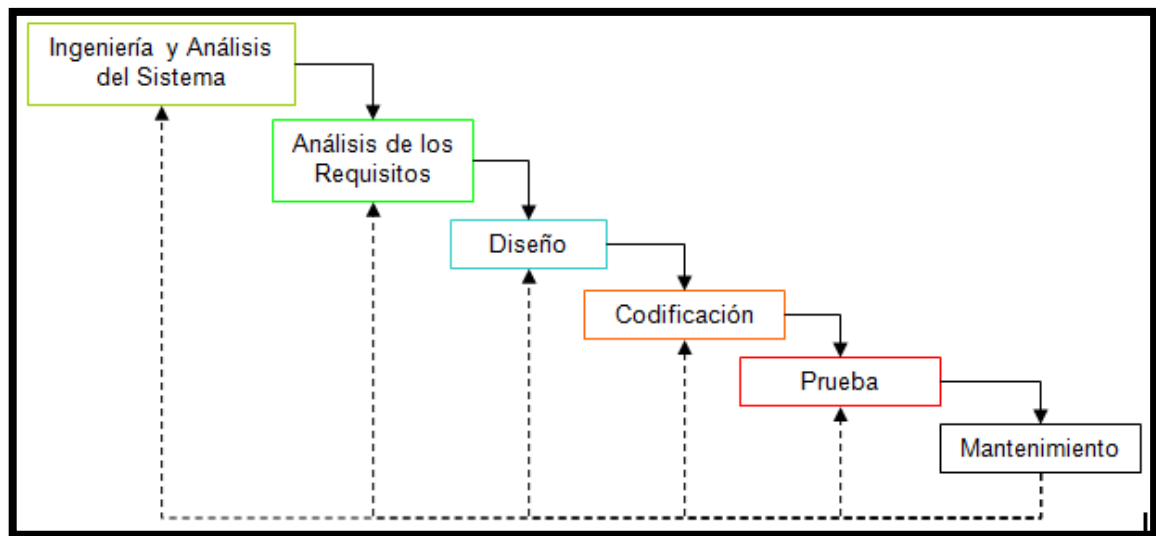 Ingeniería y Análisis
del Sistema
Análisis de los
Requisitos
Diseño
Codificación
Prueba
Mantenimiento